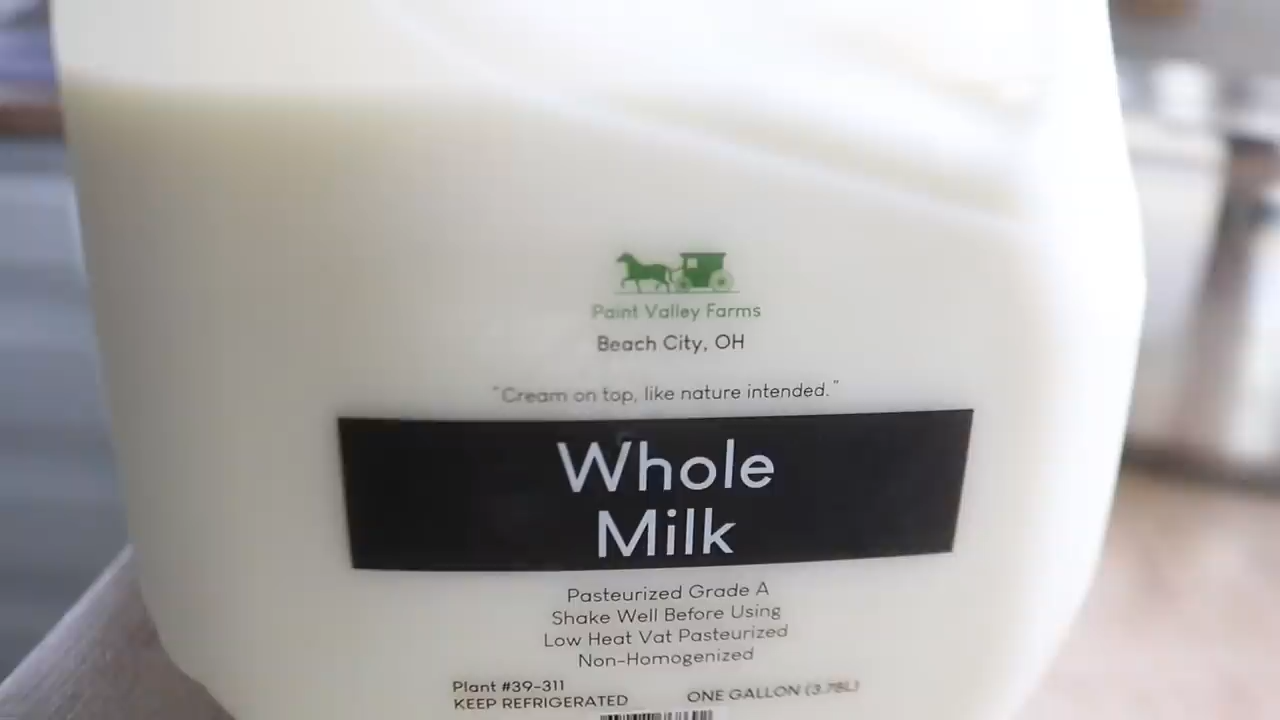 Paint Valley Farms
Beach City, OH
"Cream on top, like nature intended."
Whole
Milk
Pasteurized Grade A
Shake Well Before Using
Low Heat Vat Pasteurized
Non-Homogenized
Plant #39-311
KEEP REFRIGERATED
ONE GALLON (3.78L)